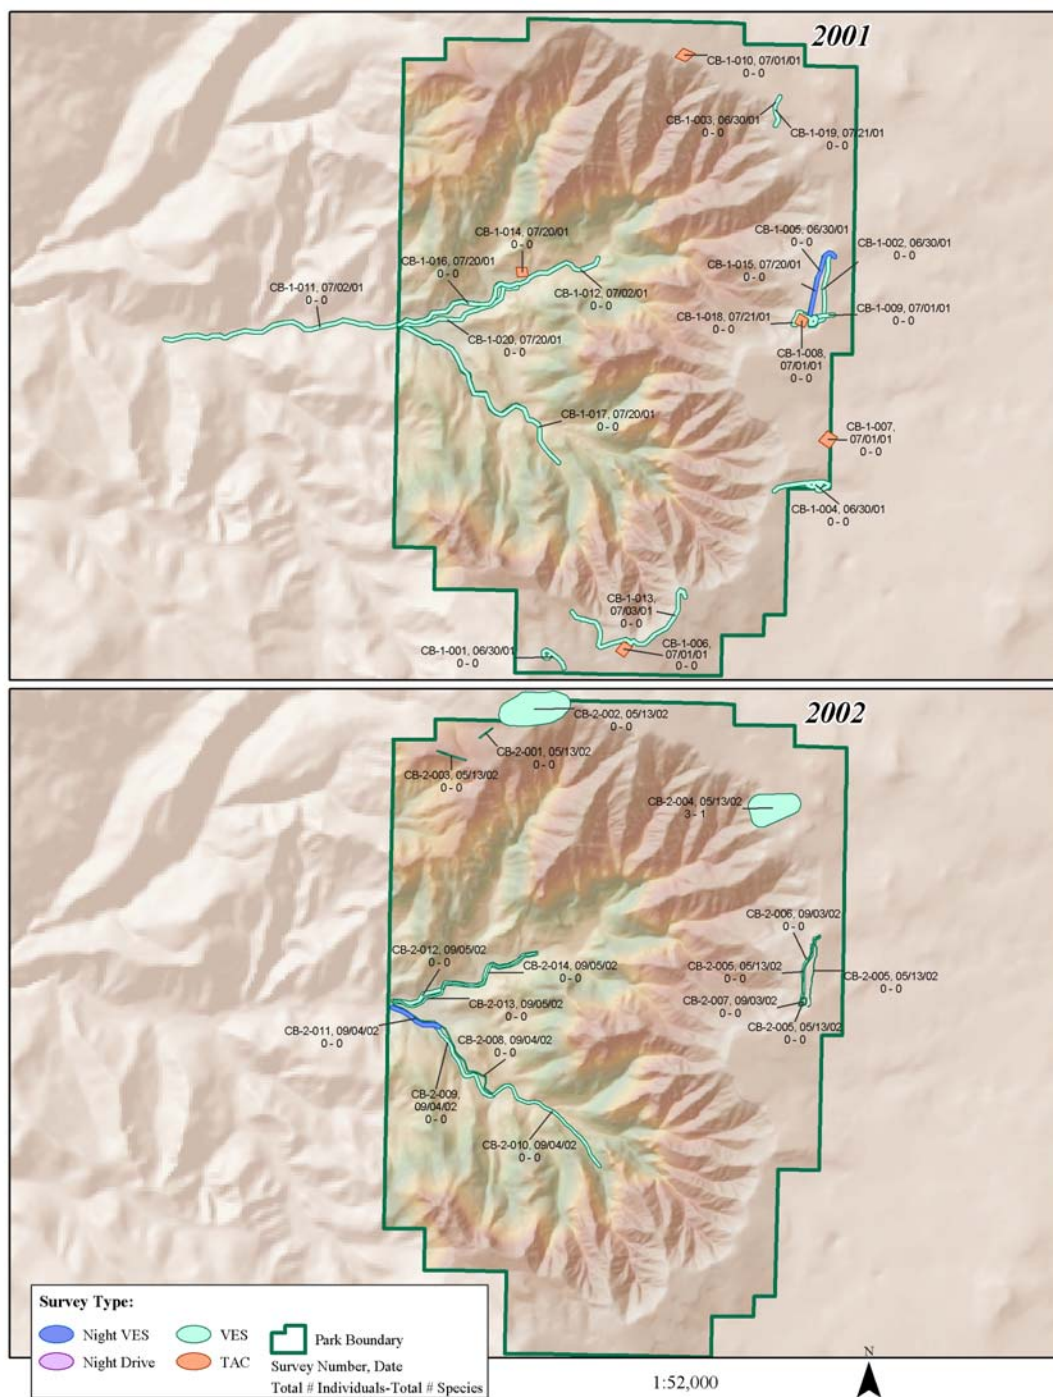 2001
CB-1-010, 07/01/01
0 - 0
CB-1-003, 06/30/01
0 - 0
CB-1-019, 07/21/01
0 - 0
CB-1-014, 07/20/01
0 - 0
CB-1-005, 06/30/01
0 - 0
CB-1-002, 06/30/01
0 - 0
CB-1-016, 07/20/01
0 - 0
CB-1-015, 07/20/01
0 - 0
CB-1-011, 07/02/01
0 - 0
CB-1-012, 07/02/01
0 - 0
CB-1-009, 07/01/01
0 - 0
CB-1-018, 07/21/01
0 - 0
CB-1-020, 07/20/01
0 - 0
CB-1-008,
07/01/01
0 - 0
CB-1-017, 07/20/01
0 - 0
CB-1-007,
07/01/01
0 - 0
CB-1-004, 06/30/01
0 - 0
CB-1-013,
07/03/01
0 - 0
CB-1-006,
07/01/01
0 - 0
CB-1-001, 06/30/01
0 - 0
2002
CB-2-002, 05/13/02
0 - 0
CB-2-001, 05/13/02
0 - 0
CB-2-003, 05/13/02
0 - 0
CB-2-004, 05/13/02
3 - 1
CB-2-006, 09/03/02
0 - 0
CB-2-012, 09/05/02
0 - 0
CB-2-014, 09/05/02
0 - 0
CB-2-005, 05/13/02
0 - 0
CB-2-005, 05/13/02
0 - 0
CB-2-007, 09/03/02
0 - 0
CB-2-013, 09/05/02
0 - 0
CB-2-005, 05/13/02
0 - 0
CB-2-011, 09/04/02
0 - 0
CB-2-008, 09/04/02
0 - 0
CB-2-009,
09/04/02
0 - 0
CB-2-010, 09/04/02
0 - 0
Survey Type:
Night VES
VES
Park Boundary
Night Drive
TAC
Survey Number, Date
Total # Individuals-Total # Species
1:52,000
N